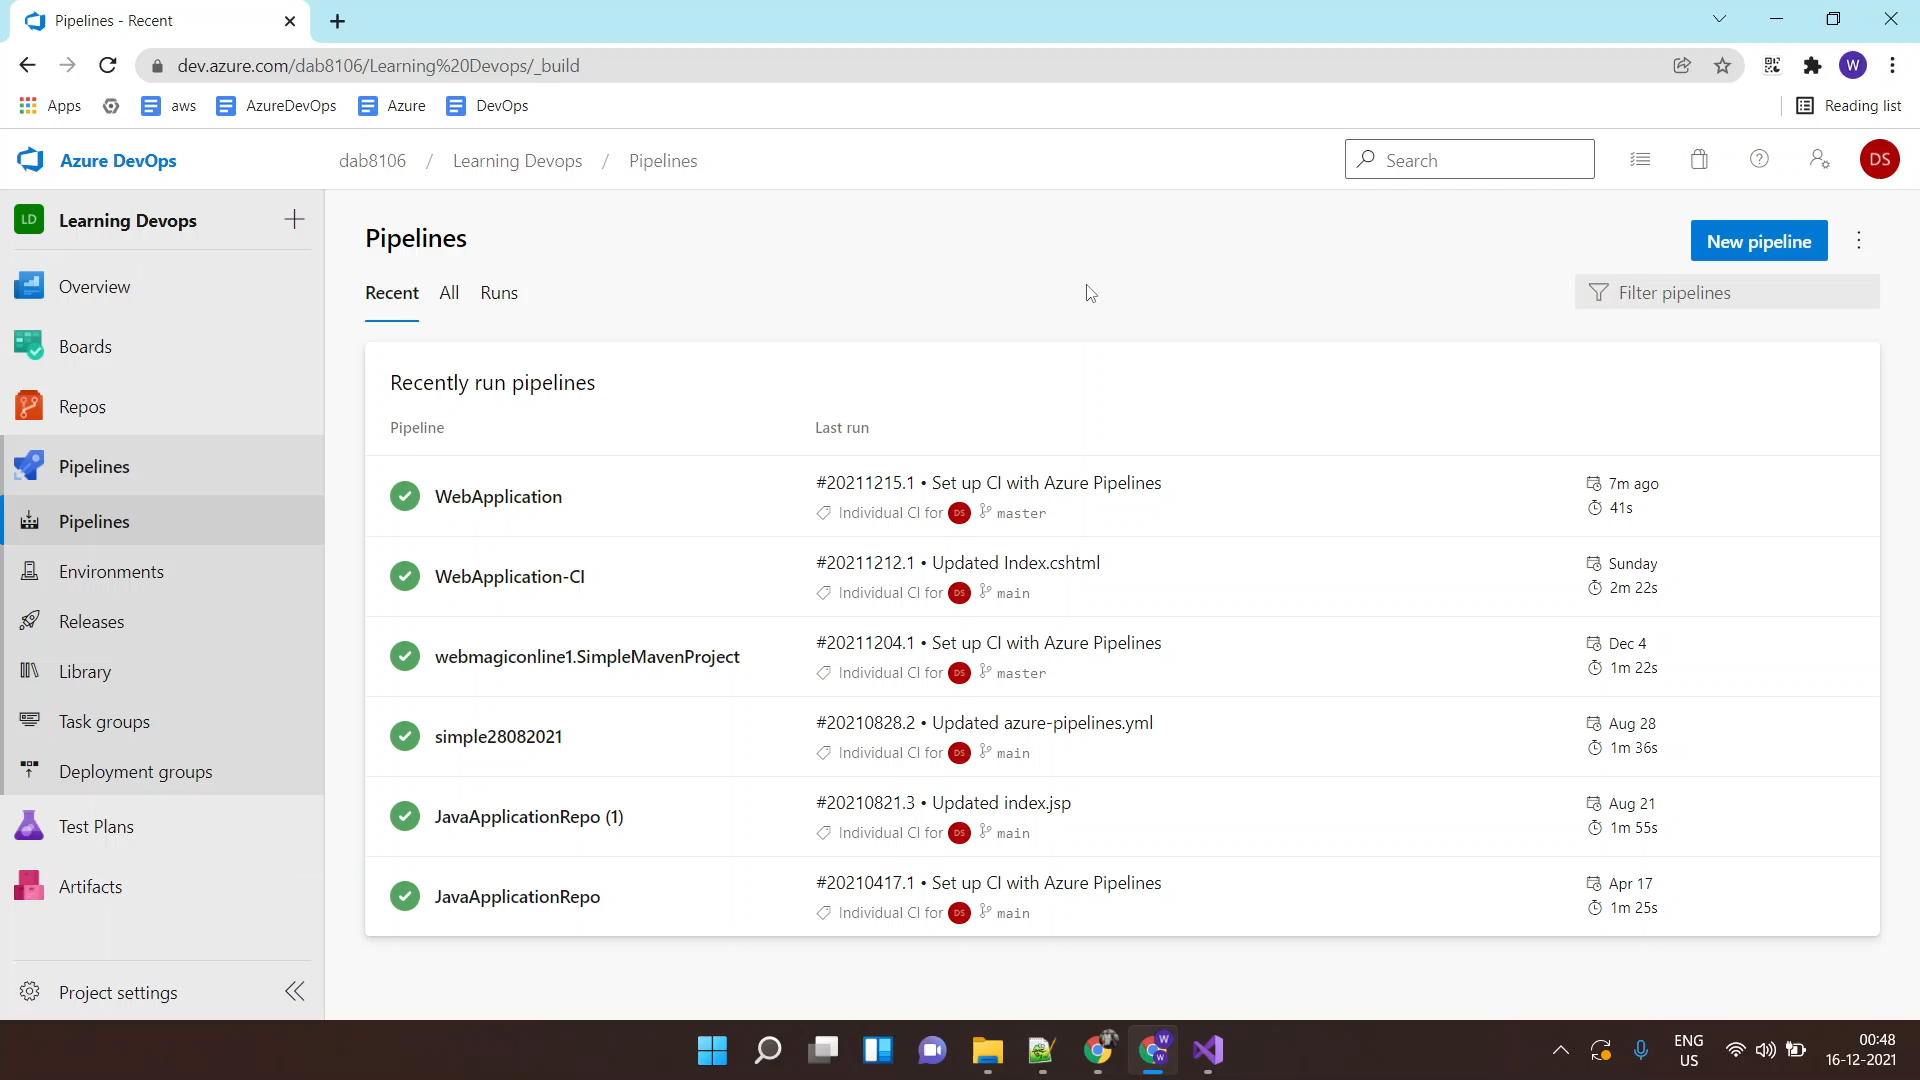 Pipelines - Recent
dev.azure.com/dab8106/Learning%20Devops/_build
W
Apps
aws
AzureDevOps
Azure
DevOps
Reading list
Azure DevOps
dab8106 / Learning Devops / Pipelines
Search
DS
LD Learning Devops
Overview
Boards
Repos
Pipelines
Pipelines
Environments
Releases
Library
Task groups
Deployment groups
Test Plans
Artifacts
Project settings
Pipelines
New pipeline
Recent All Runs
Filter pipelines
Recently run pipelines
Pipeline Last run
WebApplication
#20211215.1 • Set up CI with Azure Pipelines
Individual CI for DS master
7m ago
41s
WebApplication-CI
#20211212.1 • Updated Index.cshtml
Individual CI for DS main
Sunday
2m 22s
webmagiconline1.SimpleMavenProject
#20211204.1 • Set up CI with Azure Pipelines
Individual CI for DS master
Dec 4
1m 22s
simple28082021
#20210828.2 • Updated azure-pipelines.yml
Individual CI for DS main
Aug 28
1m 36s
JavaApplicationRepo (1)
#20210821.3 • Updated index.jsp
Individual CI for DS main
Aug 21
1m 55s
JavaApplicationRepo
#20210417.1 • Set up CI with Azure Pipelines
Individual CI for DS main
Apr 17
1m 25s
W
W
ENG
US
00:48
16-12-2021